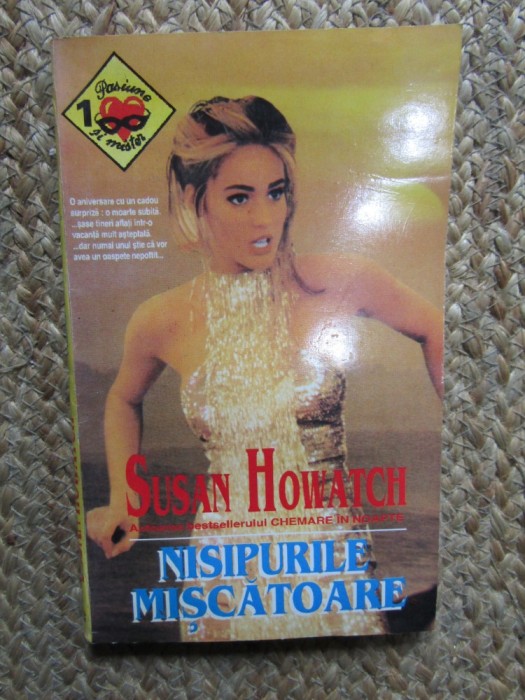 1
Pasiune
și mister
O aniversare cu un cadou
surpriză : o moarte subită.
...șase tineri aflați într-o
vacanță mult așteptată.
...dar numai unul știe că vor
avea un oaspete nepoftit...
SUSAN HOWATCH
bestsellerului CHEMARE ÎN NOAPTE
NISIPURILE
MIȘCĂTOARE